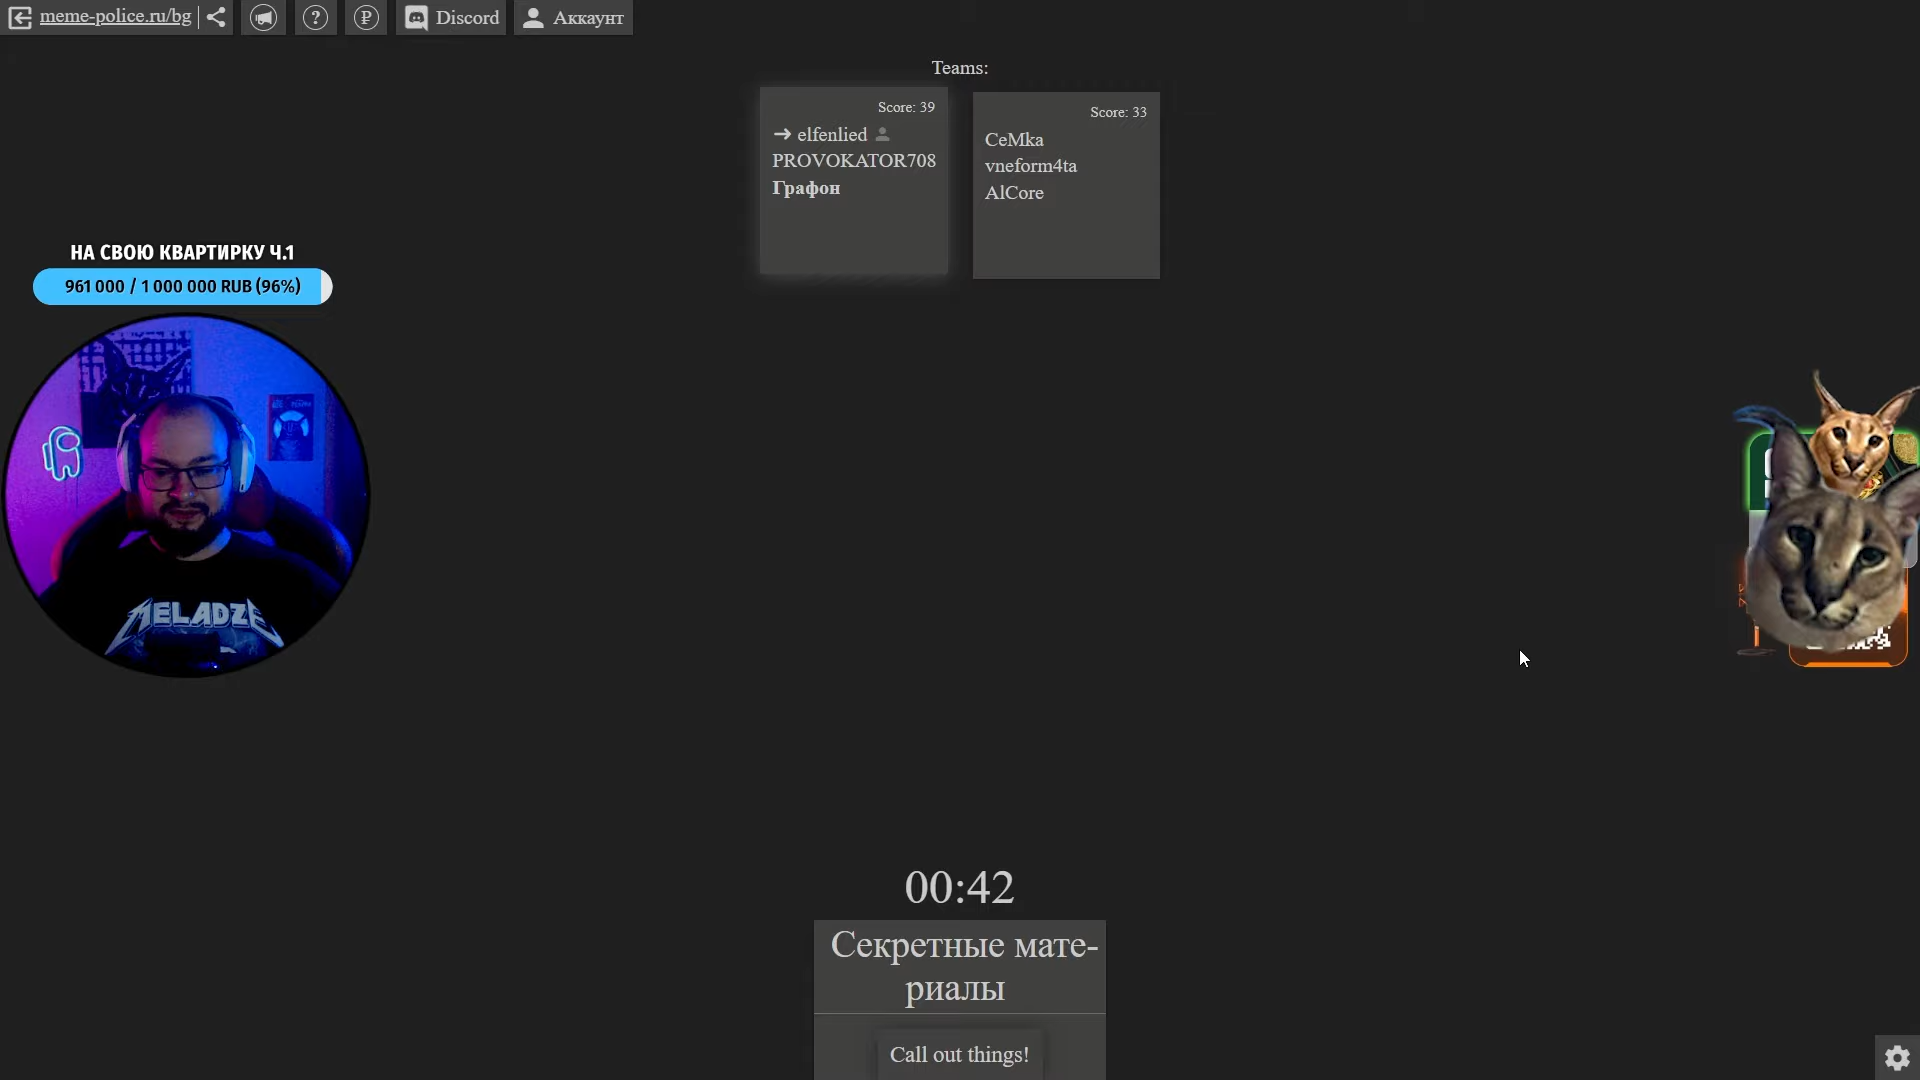 meme-police.ru/bg
Discord
Аккаунт
Teams:
Score: 39
elfenlied
PROVOKATOR708
Графон
Score: 33
CeMka
vneform4ta
AlCore
НА СВОЮ КВАРТИРКУ Ч.1
961 000 / 1 000 000 RUB (96%)
MELADZE
00:42
Секретные мате-
риалы
Call out things!